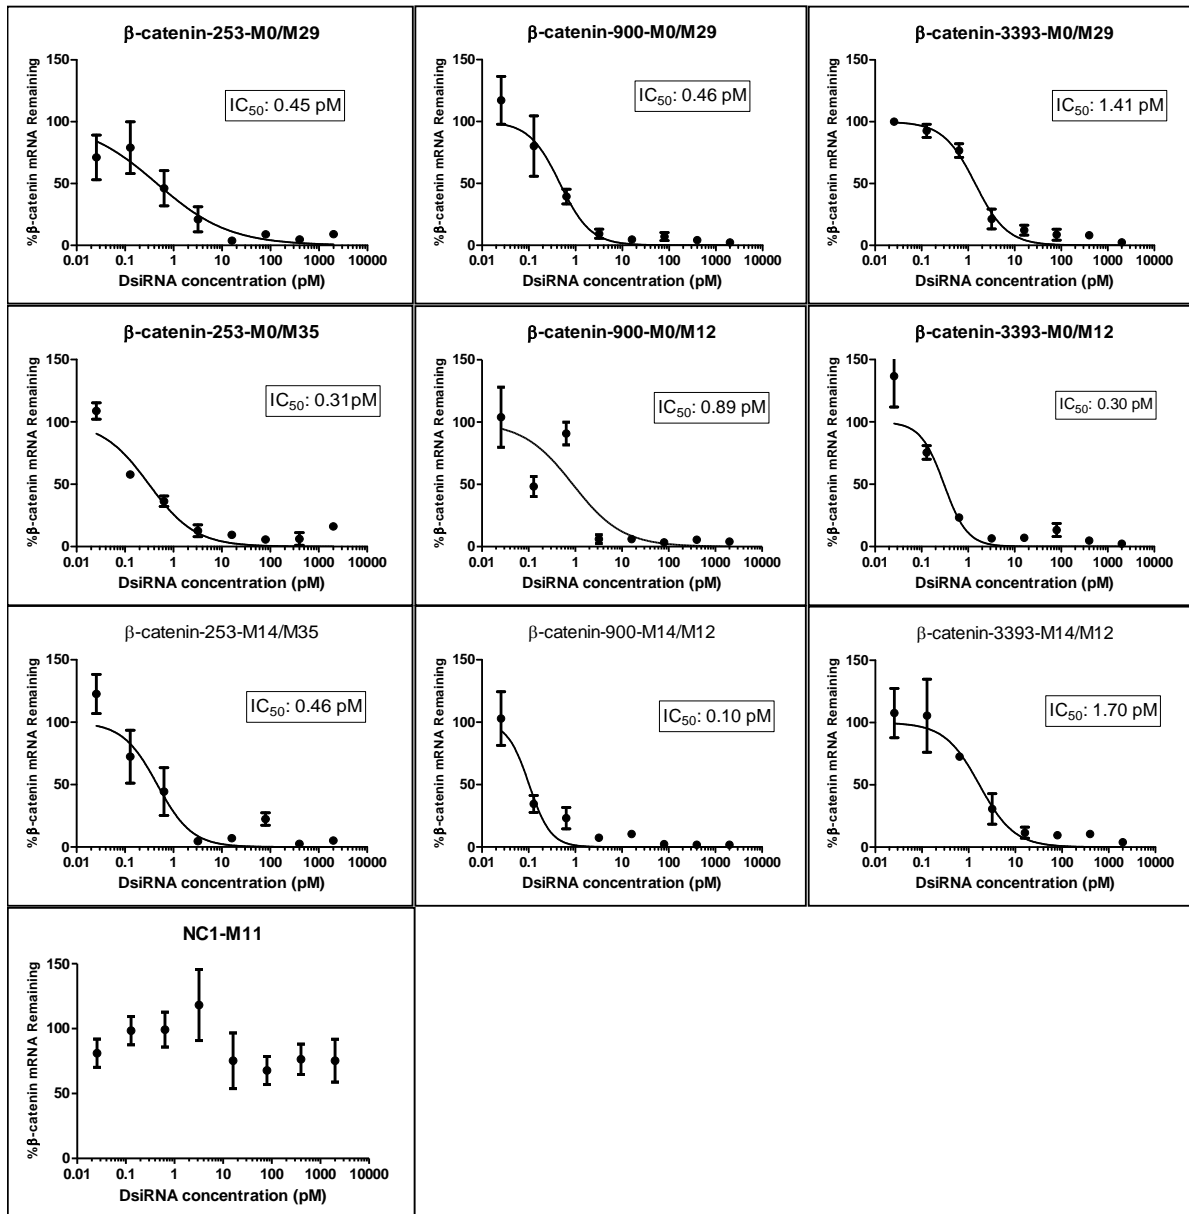 β-catenin-253-M0/M29
%β-catenin mRNA Remaining
150
100
50
0
IC50: 0.45 pM
0.01 0.1 1 10 100 1000 10000
DsiRNA concentration (pM)
β-catenin-900-M0/M29
%β-catenin mRNA Remaining
150
100
50
0
IC50: 0.46 pM
0.01 0.1 1 10 100 1000 10000
DsiRNA concentration (pM)
β-catenin-3393-M0/M29
%β-catenin mRNA Remaining
150
100
50
0
IC50: 1.41 pM
0.01 0.1 1 10 100 1000 10000
DsiRNA concentration (pM)
β-catenin-253-M0/M35
%β-catenin mRNA Remaining
150
100
50
0
IC50: 0.31pM
0.01 0.1 1 10 100 1000 10000
DsiRNA concentration (pM)
β-catenin-900-M0/M12
%β-catenin mRNA Remaining
150
100
50
0
IC50: 0.89 pM
0.01 0.1 1 10 100 1000 10000
DsiRNA concentration (pM)
β-catenin-3393-M0/M12
%β-catenin mRNA Remaining
150
100
50
0
IC50: 0.30 pM
0.01 0.1 1 10 100 1000 10000
DsiRNA concentration (pM)
β-catenin-253-M14/M35
%β-catenin mRNA Remaining
150
100
50
0
IC50: 0.46 pM
0.01 0.1 1 10 100 1000 10000
DsiRNA concentration (pM)
β-catenin-900-M14/M12
%β-catenin mRNA Remaining
150
100
50
0
IC50: 0.10 pM
0.01 0.1 1 10 100 1000 10000
DsiRNA concentration (pM)
β-catenin-3393-M14/M12
%β-catenin mRNA Remaining
150
100
50
0
IC50: 1.70 pM
0.01 0.1 1 10 100 1000 10000
DsiRNA concentration (pM)
NC1-M11
%β-catenin mRNA Remaining
150
100
50
0
0.01 0.1 1 10 100 1000 10000
DsiRNA concentration (pM)